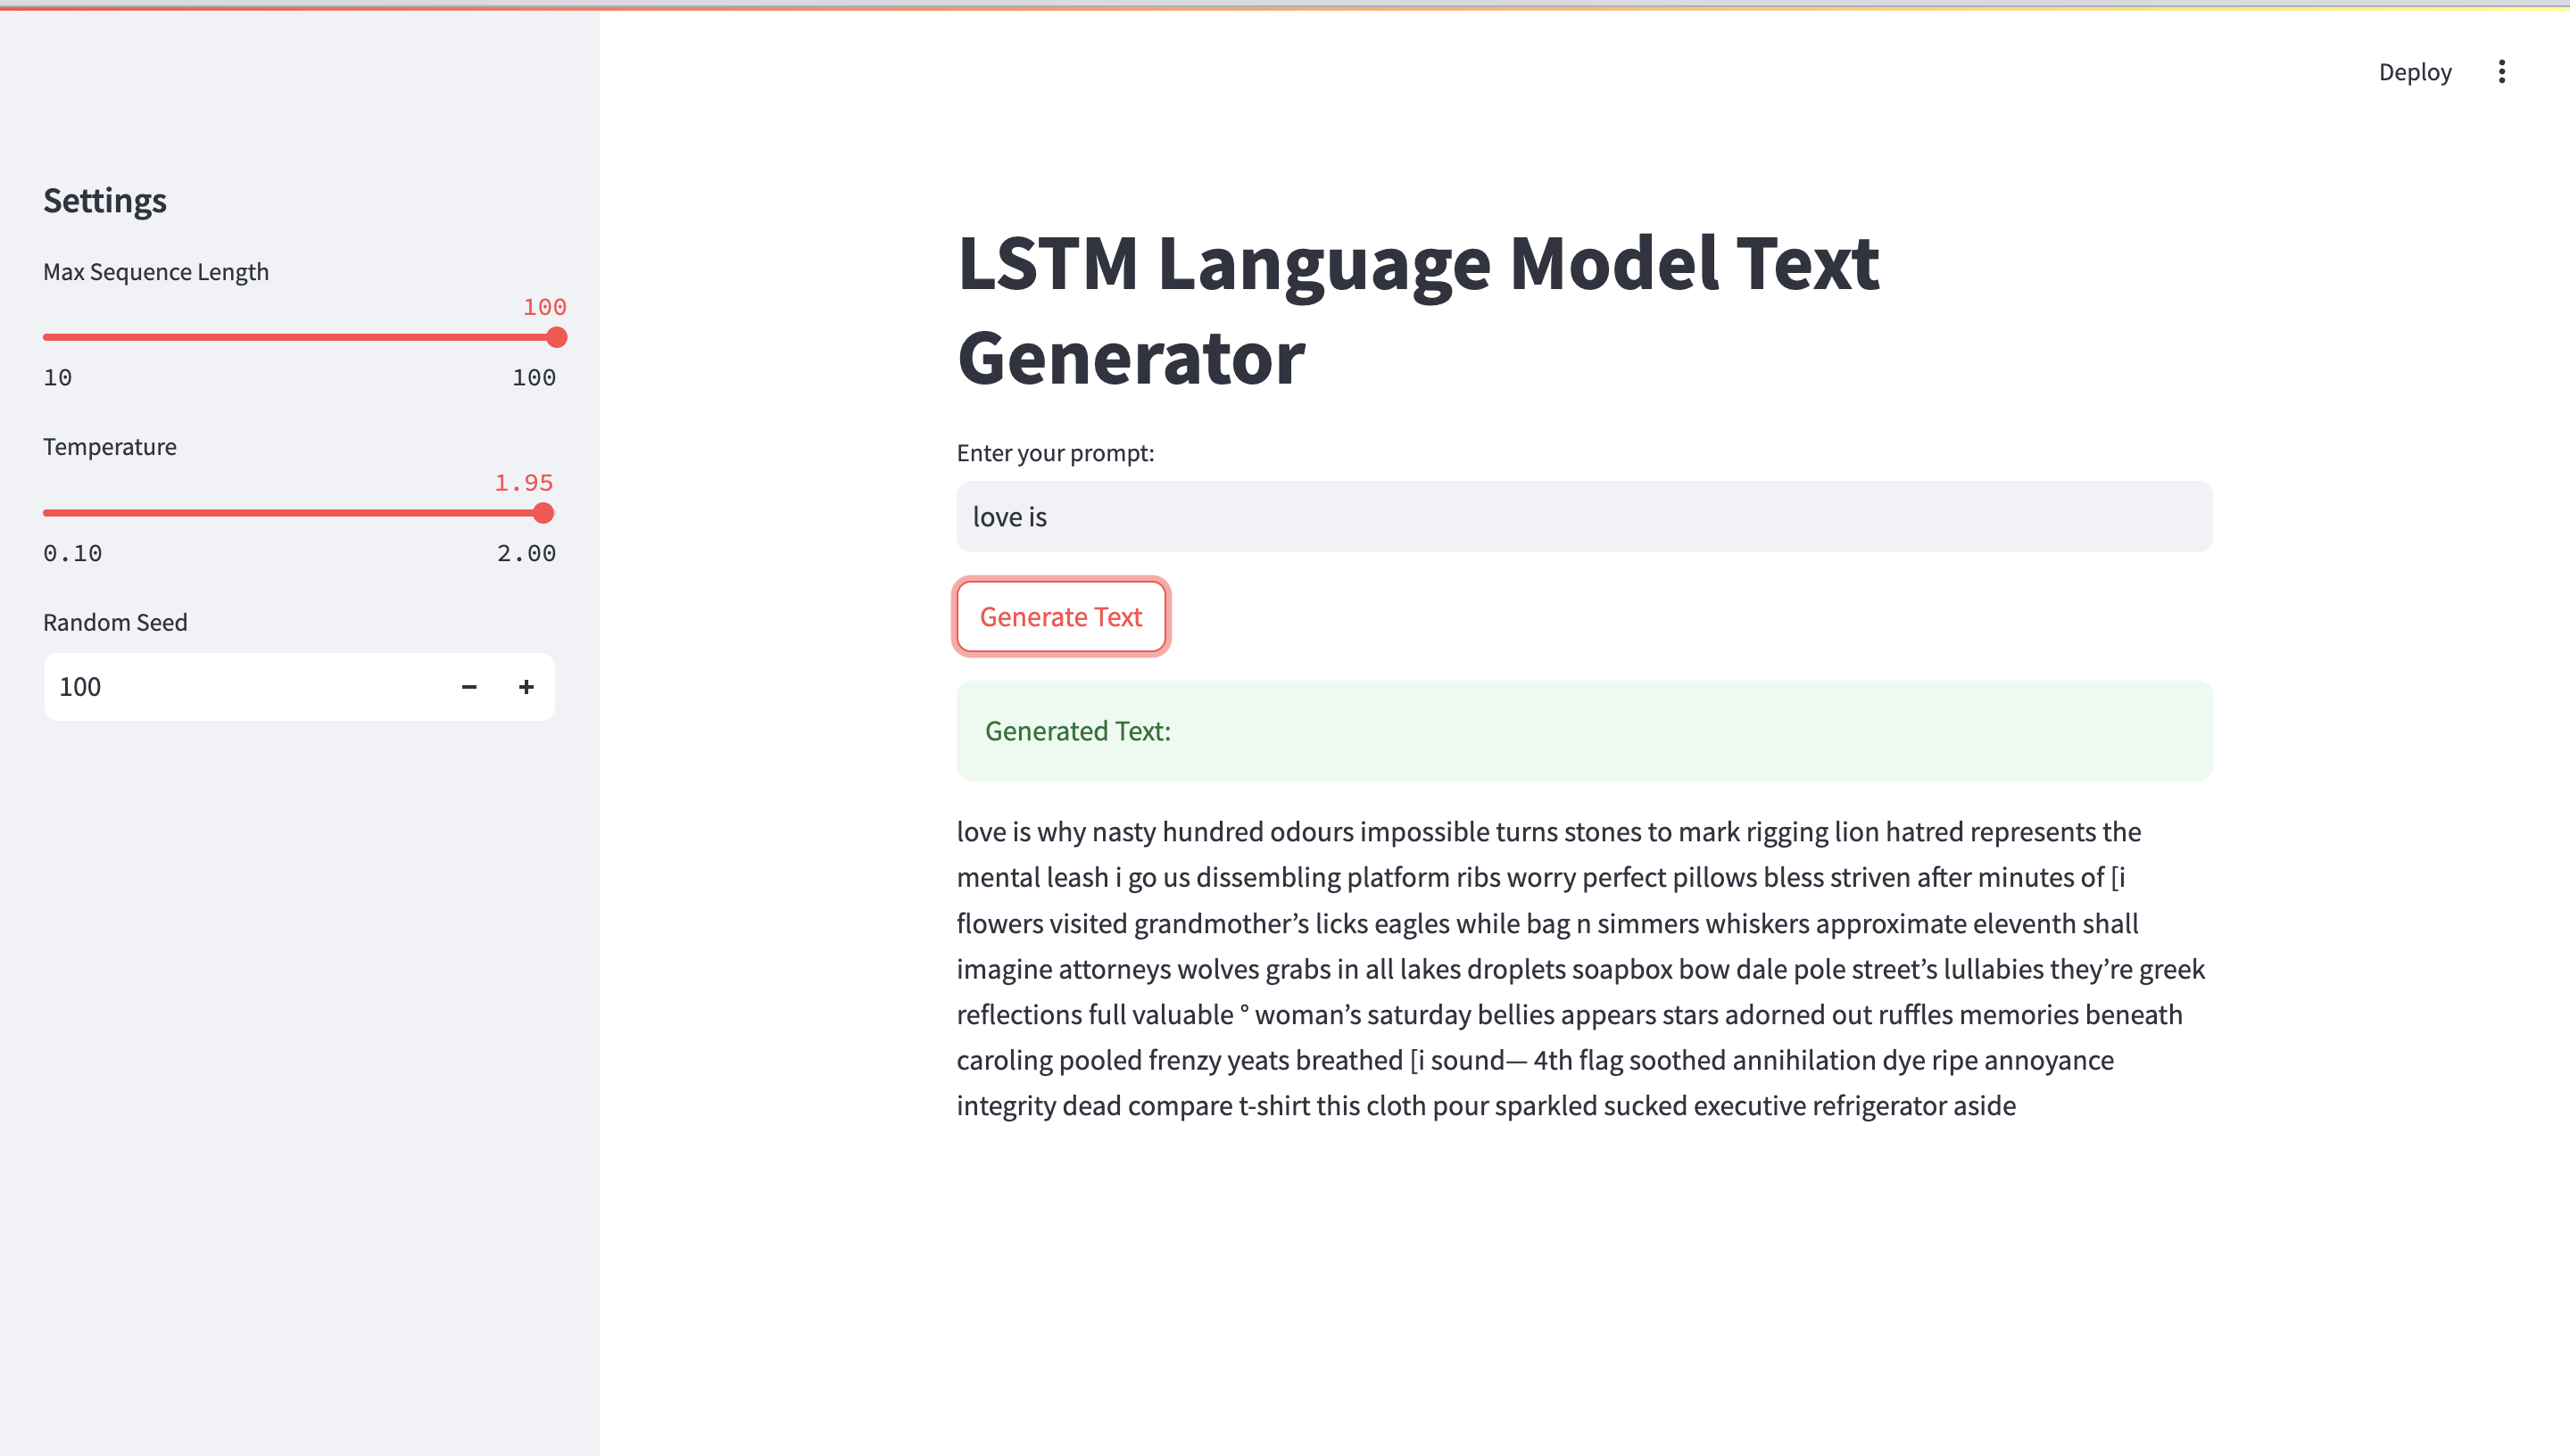 Deploy
Settings
Max Sequence Length
100
10 100
Temperature
1.95
0.10 2.00
Random Seed
100
LSTM Language Model Text
Generator
Enter your prompt:
love is
Generate Text
Generated Text:
love is why nasty hundred odours impossible turns stones to mark rigging lion hatred represents the
mental leash i go us dissembling platform ribs worry perfect pillows bless striven after minutes of [i
flowers visited grandmother’s licks eagles while bag n simmers whiskers approximate eleventh shall
imagine attorneys wolves grabs in all lakes droplets soapbox bow dale pole street’s lullabies they’re greek
reflections full valuable ° woman’s saturday bellies appears stars adorned out ruffles memories beneath
caroling pooled frenzy yeats breathed [i sound— 4th flag soothed annihilation dye ripe annoyance
integrity dead compare t-shirt this cloth pour sparkled sucked executive refrigerator aside